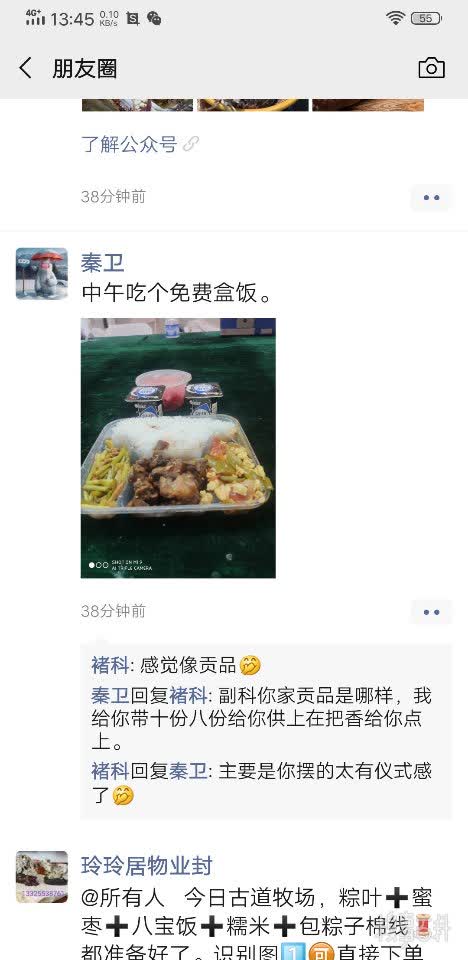 4G+
13:45
0.10
KB/s
55
朋友圈
了解公众号
38分钟前
秦卫
中午吃个免费盒饭。
SHOT ON MI 9
AI TRIPLE CAMERA
38分钟前
褚科: 感觉像贡品🤭
秦卫回复褚科: 副科你家贡品是哪样，我
给你带十份八份给你供上在把香给你点
上。
褚科回复秦卫: 主要是你摆的太有仪式感
了🤭
玲玲居物业封
@所有人 今日古道牧场，粽叶➕蜜
枣➕八宝饭➕糯米➕包粽子棉线🧵
都准备好了。识别图1️⃣🉑直接下单